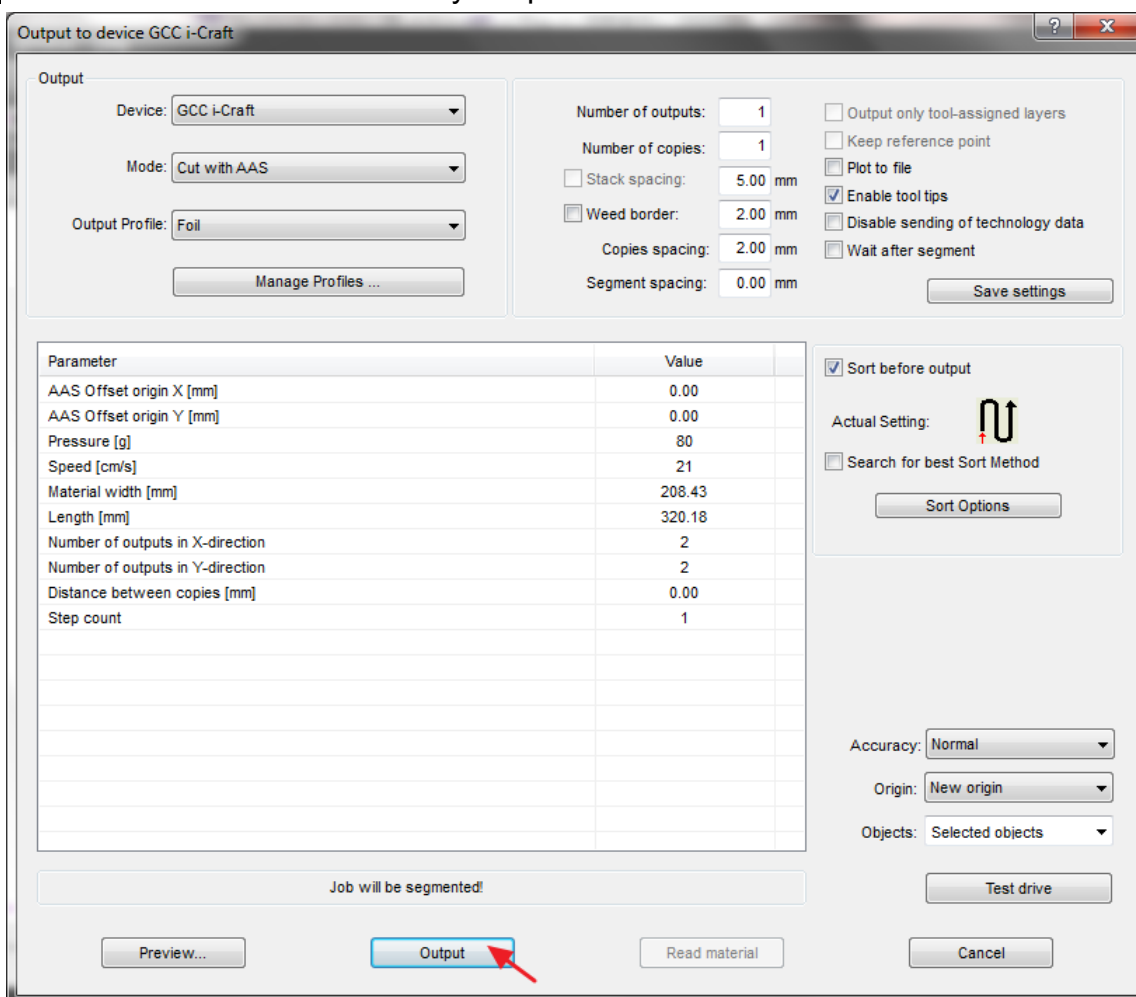 Output to device GCC i-Craft
Output
Device: GCC i-Craft
Mode: Cut with AAS
Output Profile: Foil
Manage Profiles ...
Number of outputs: 1
Number of copies: 1
Stack spacing: 5.00 mm
Weed border: 2.00 mm
Copies spacing: 2.00 mm
Segment spacing: 0.00 mm
Output only tool-assigned layers
Keep reference point
Plot to file
Enable tool tips
Disable sending of technology data
Wait after segment
Save settings
Parameter Value
AAS Offset origin X [mm] 0.00
AAS Offset origin Y [mm] 0.00
Pressure [g] 80
Speed [cm/s] 21
Material width [mm] 208.43
Length [mm] 320.18
Number of outputs in X-direction 2
Number of outputs in Y-direction 2
Distance between copies [mm] 0.00
Step count 1
Sort before output
Actual Setting:
Search for best Sort Method
Sort Options
Accuracy: Normal
Origin: New origin
Objects: Selected objects
Job will be segmented!
Test drive
Preview...
Output
Read material
Cancel